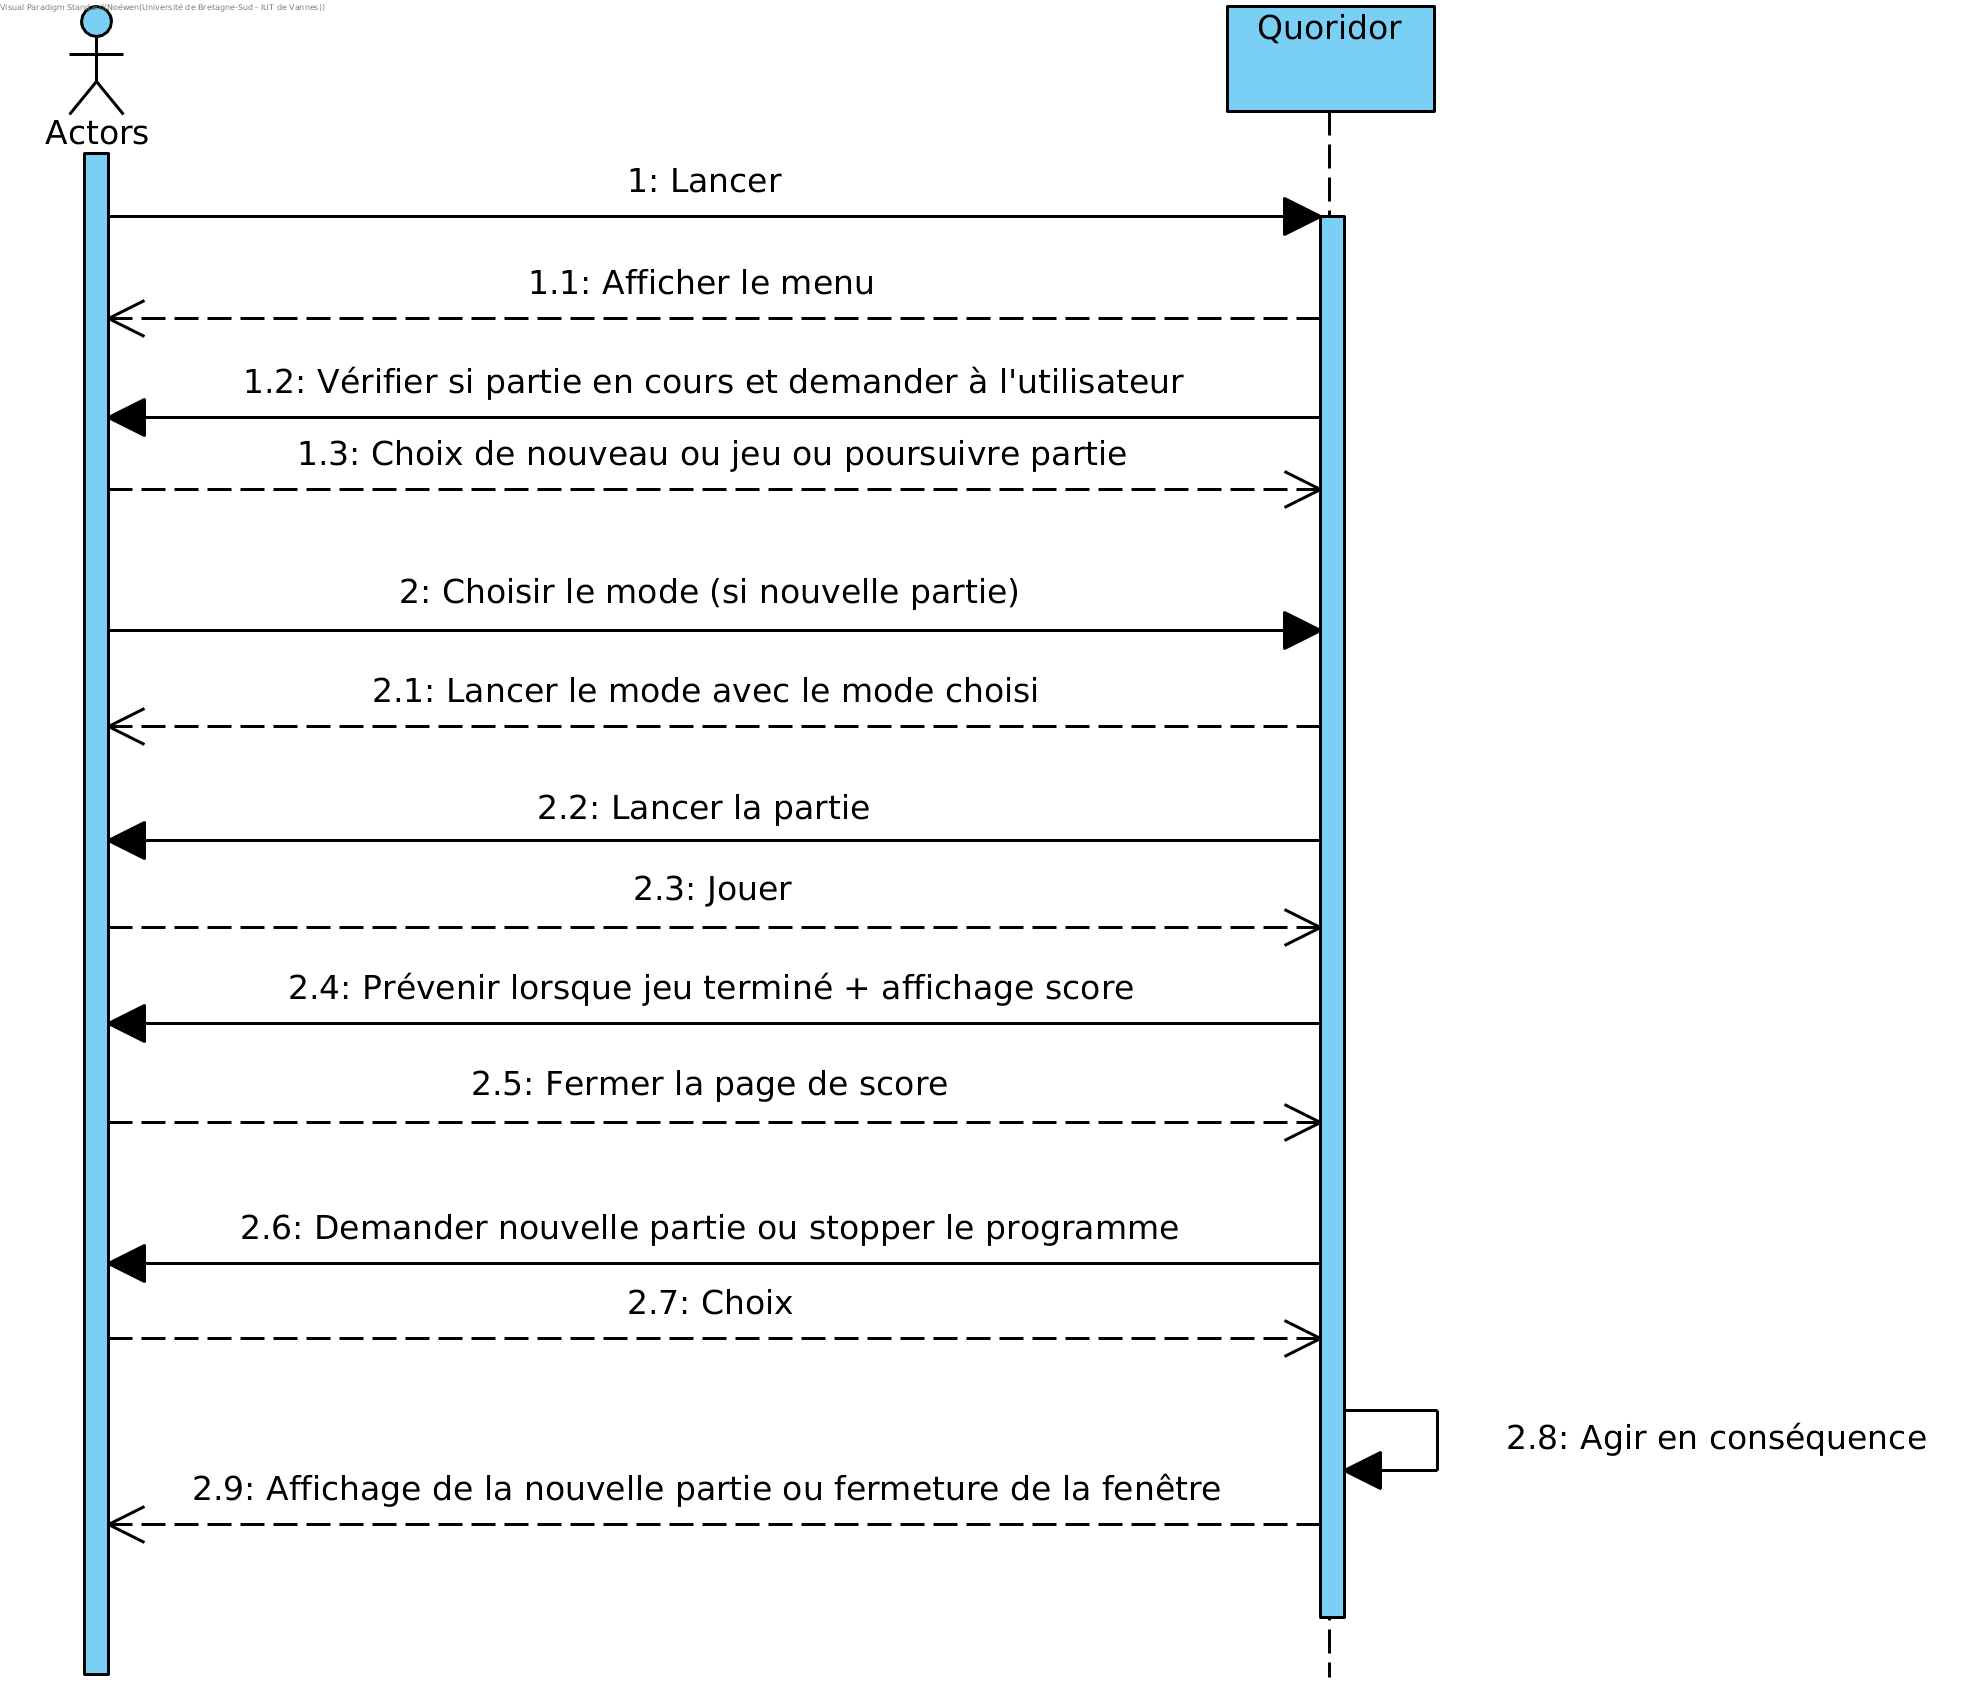 Visual Paradigm Standard(Noéwen(Université de Bretagne-Sud - IUT de Vannes))
Quoridor
Actors
1: Lancer
1.1: Afficher le menu
1.2: Vérifier si partie en cours et demander à l'utilisateur
1.3: Choix de nouveau ou jeu ou poursuivre partie
2: Choisir le mode (si nouvelle partie)
2.1: Lancer le mode avec le mode choisi
2.2: Lancer la partie
2.3: Jouer
2.4: Prévenir lorsque jeu terminé + affichage score
2.5: Fermer la page de score
2.6: Demander nouvelle partie ou stopper le programme
2.7: Choix
2.8: Agir en conséquence
2.9: Affichage de la nouvelle partie ou fermeture de la fenêtre